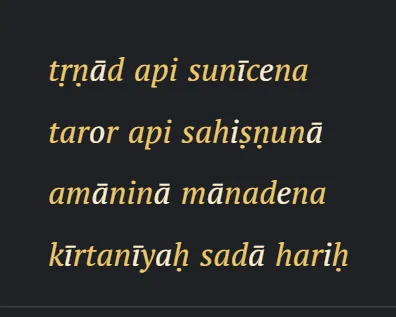 tṛṇād api sunīcena
taror api sahiṣṇunā
amāninā mānadena
kīrtanīyaḥ sadā hariḥ